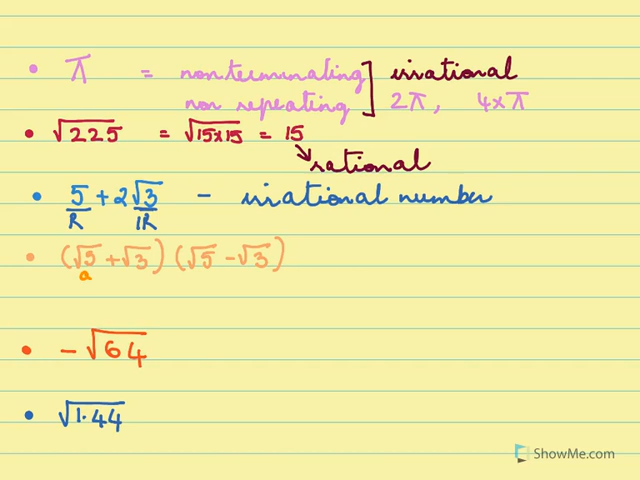 • π = nonterminating ] irrational
non repeating 2π, 4×π
• √225 = √15×15 = 15
rational
• 5 + 2√3 – irrational number
R IR
• (√5 + √3) (√5 – √3)
a
• –√64
• √1.44
ShowMe.com